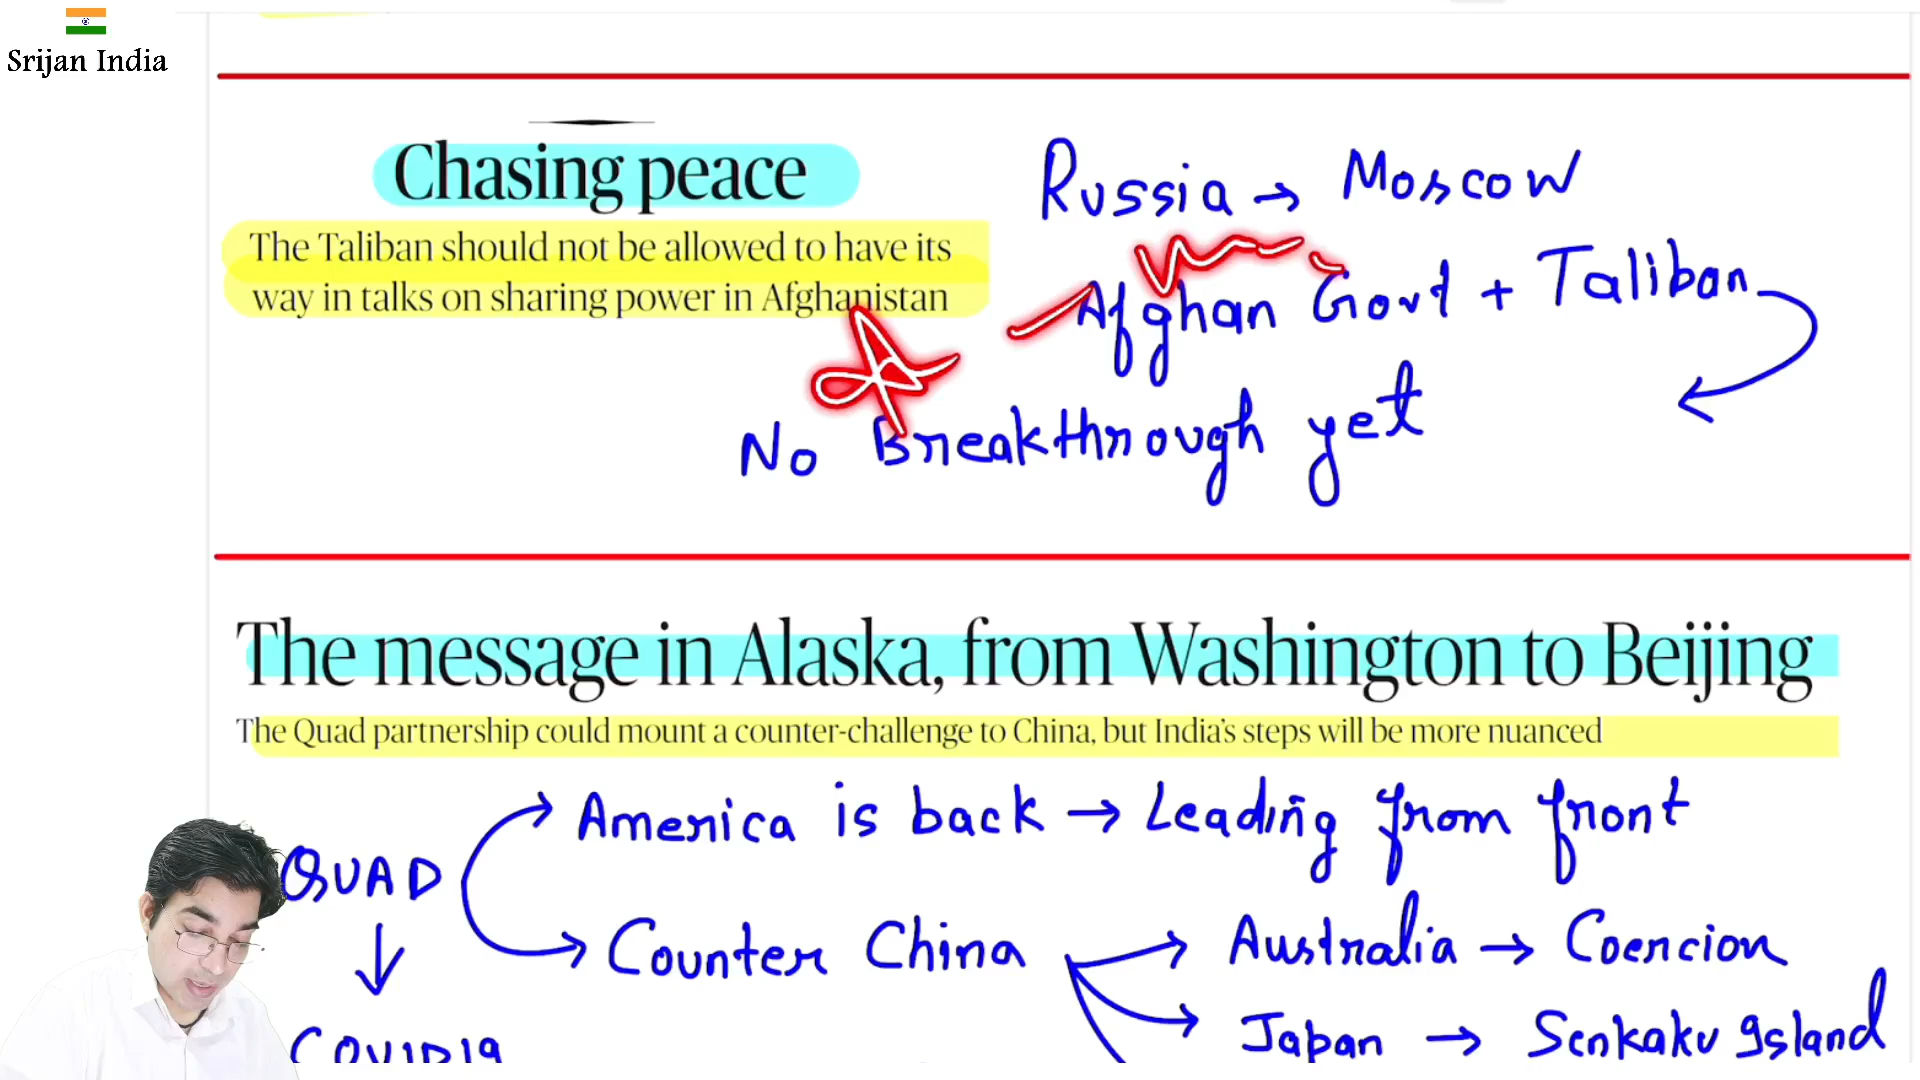 Srijan India
Chasing peace
The Taliban should not be allowed to have its
way in talks on sharing power in Afghanistan
Russia → Moscow
Afghan Govt + Taliban
No Breakthrough yet
The message in Alaska, from Washington to Beijing
The Quad partnership could mount a counter-challenge to China, but India's steps will be more nuanced
QUAD
America is back → Leading from front
Counter China
Australia → Coercion
Japan → Senkaku Island
COVID19